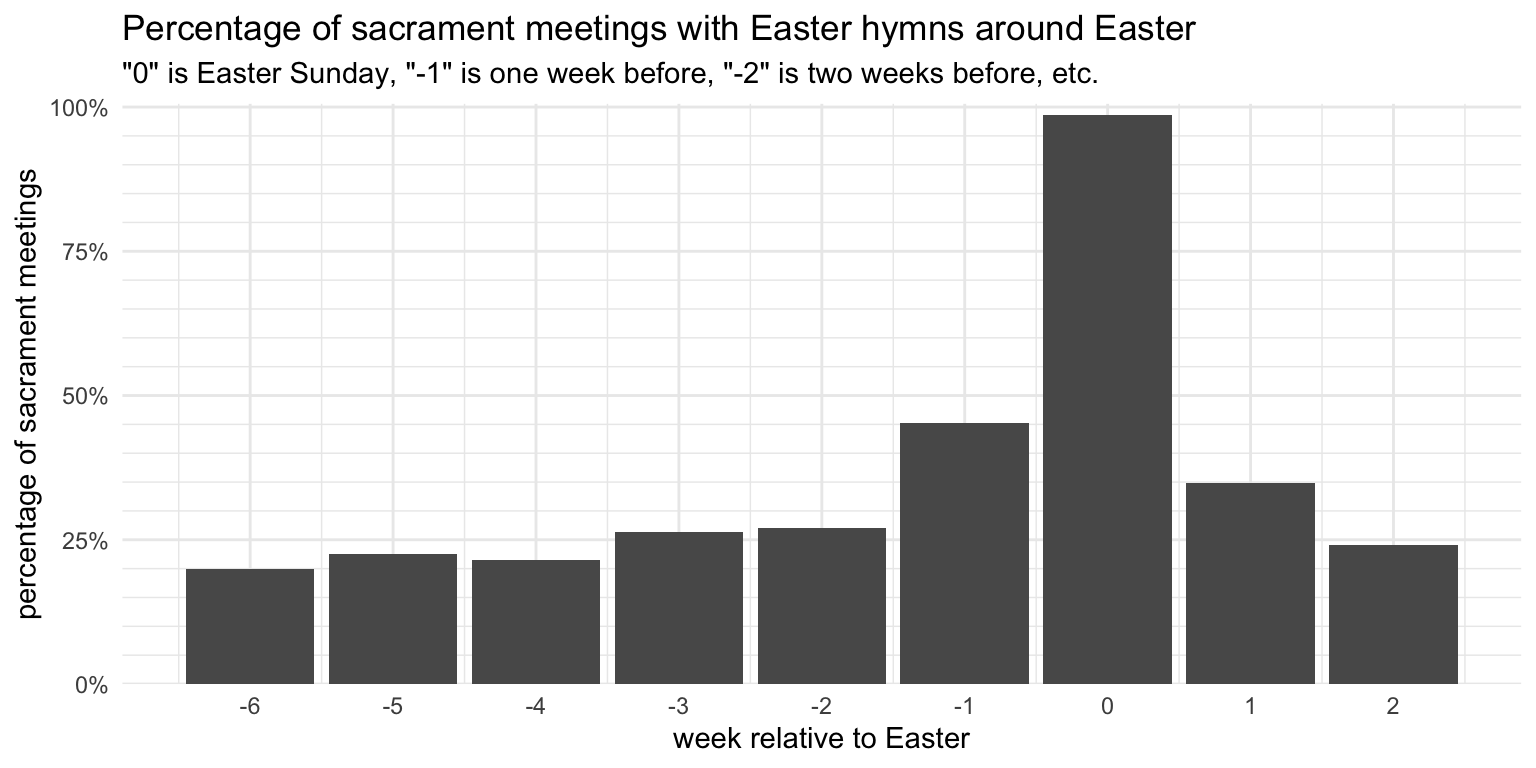 Percentage of sacrament meetings with Easter hymns around Easter
"0" is Easter Sunday, "-1" is one week before, "-2" is two weeks before, etc.
percentage of sacrament meetings
100%
75%
50%
25%
0%
-6 -5 -4 -3 -2 -1 0 1 2
week relative to Easter